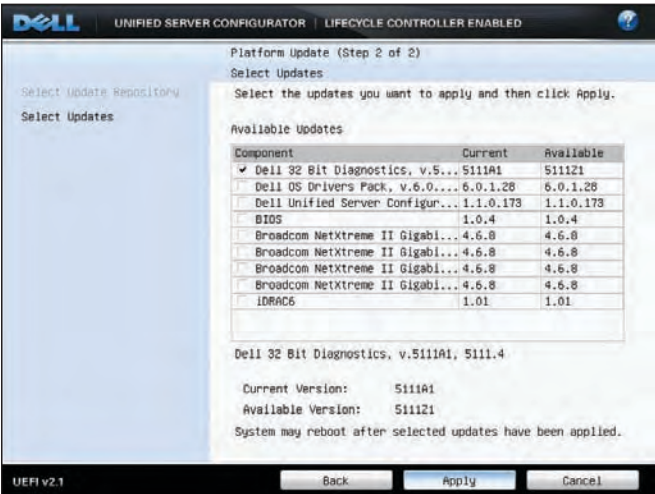 DELL UNIFIED SERVER CONFIGURATOR | LIFECYCLE CONTROLLER ENABLED ?
Platform Update (Step 2 of 2)
Select Updates
Select Update Repository
Select Updates
Select the updates you want to apply and then click Apply.
Available Updates
Component Current Available
Dell 32 Bit Diagnostics, v.5... 5111A1 5111Z1
Dell OS Drivers Pack, v.6.0.... 6.0.1.28 6.0.1.28
Dell Unified Server Configur... 1.1.0.173 1.1.0.173
BIOS 1.0.4 1.0.4
Broadcom NetXtreme II Gigabi... 4.6.8 4.6.8
Broadcom NetXtreme II Gigabi... 4.6.8 4.6.8
Broadcom NetXtreme II Gigabi... 4.6.8 4.6.8
Broadcom NetXtreme II Gigabi... 4.6.8 4.6.8
iDRAC6 1.01 1.01
Dell 32 Bit Diagnostics, v.5111A1, 5111.4
Current Version: 5111A1
Available Version: 5111Z1
System may reboot after selected updates have been applied.
UEFI v2.1 Back Apply Cancel